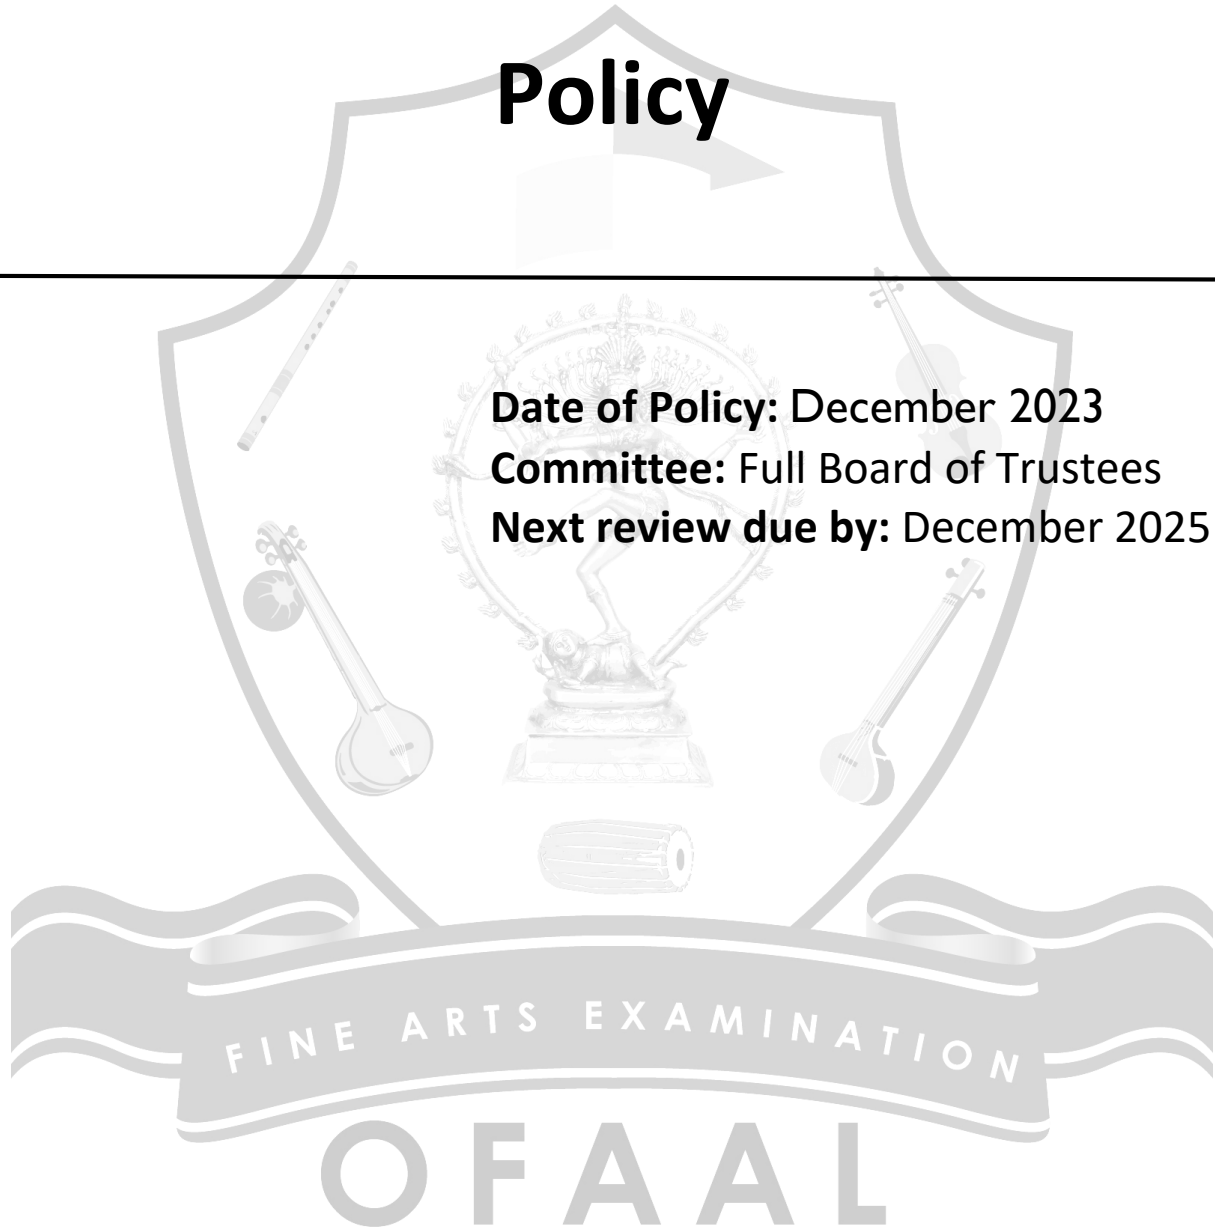 Policy
Date of Policy: December 2023
Committee: Full Board of Trustees
Next review due by: December 2025
FINE ARTS EXAMINATION
OFAAL